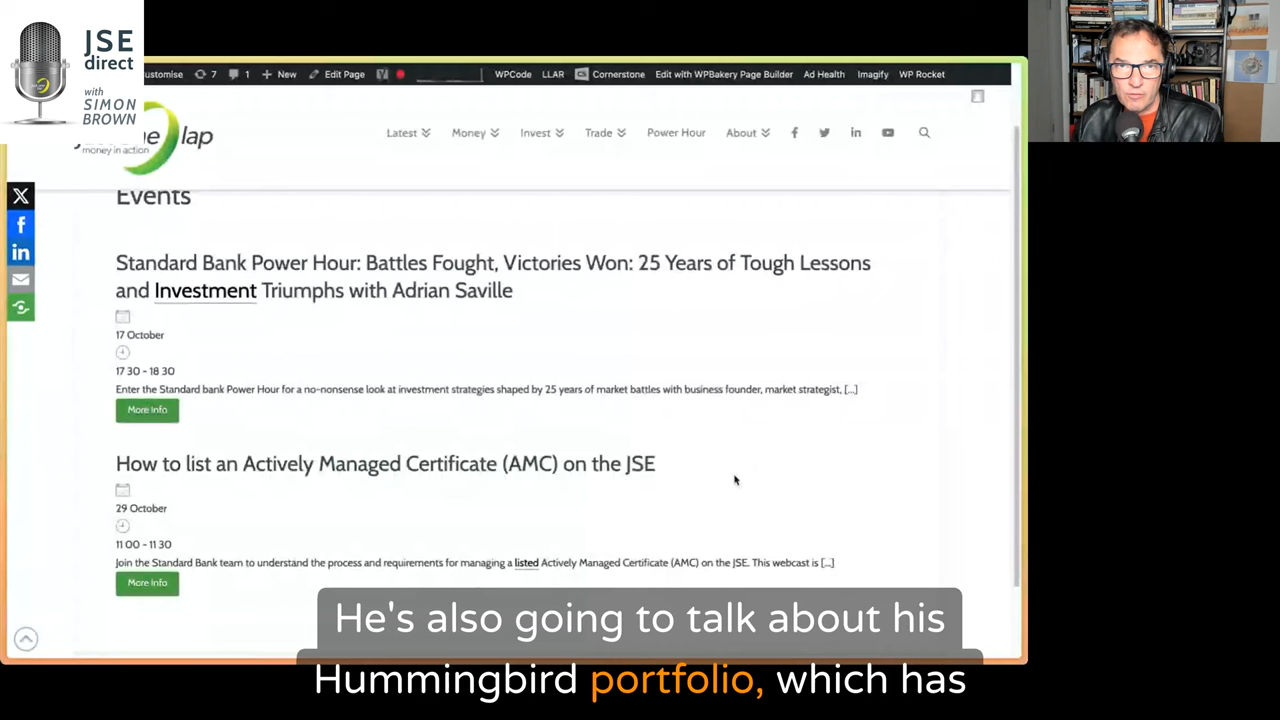 JSE
direct
with
SIMON
BROWN
ustomise 7 1 New Edit Page WPCode LLAR CS Cornerstone Edit with WPBakery Page Builder Ad Health Imagify WP Rocket
lap
money in action
Latest Money Invest Trade Power Hour About
Events
Standard Bank Power Hour: Battles Fought, Victories Won: 25 Years of Tough Lessons
and Investment Triumphs with Adrian Saville
17 October
17 30 - 18 30
Enter the Standard bank Power Hour for a no-nonsense look at investment strategies shaped by 25 years of market battles with business founder, market strategist, [...]
More Info
How to list an Actively Managed Certificate (AMC) on the JSE
29 October
11 00 - 11 30
Join the Standard Bank team to understand the process and requirements for managing a listed Actively Managed Certificate (AMC) on the JSE. This webcast is [...]
More Info
He's also going to talk about his
Hummingbird portfolio, which has